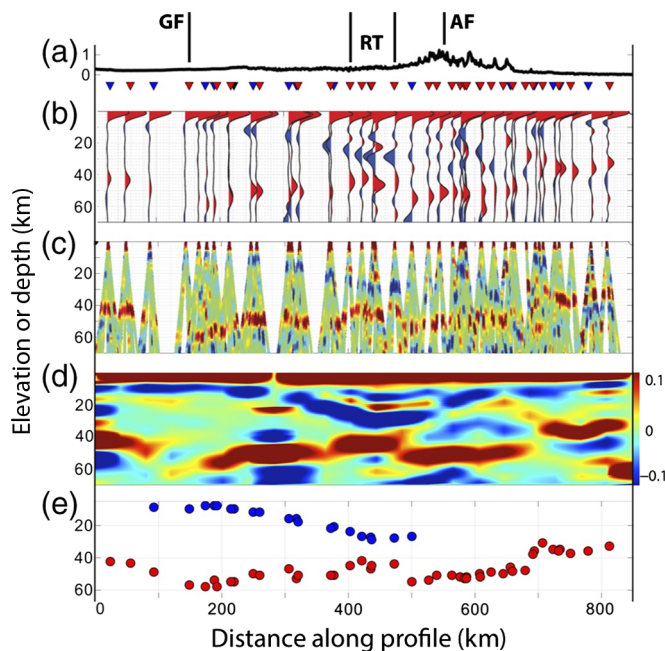 GF
RT
AF
(a)
1
0
(b)
20
40
60
(c)
20
40
60
(d)
20
40
60
0.1
0
–0.1
(e)
20
40
60
0
200
400
600
800
Elevation or depth (km)
Distance along profile (km)